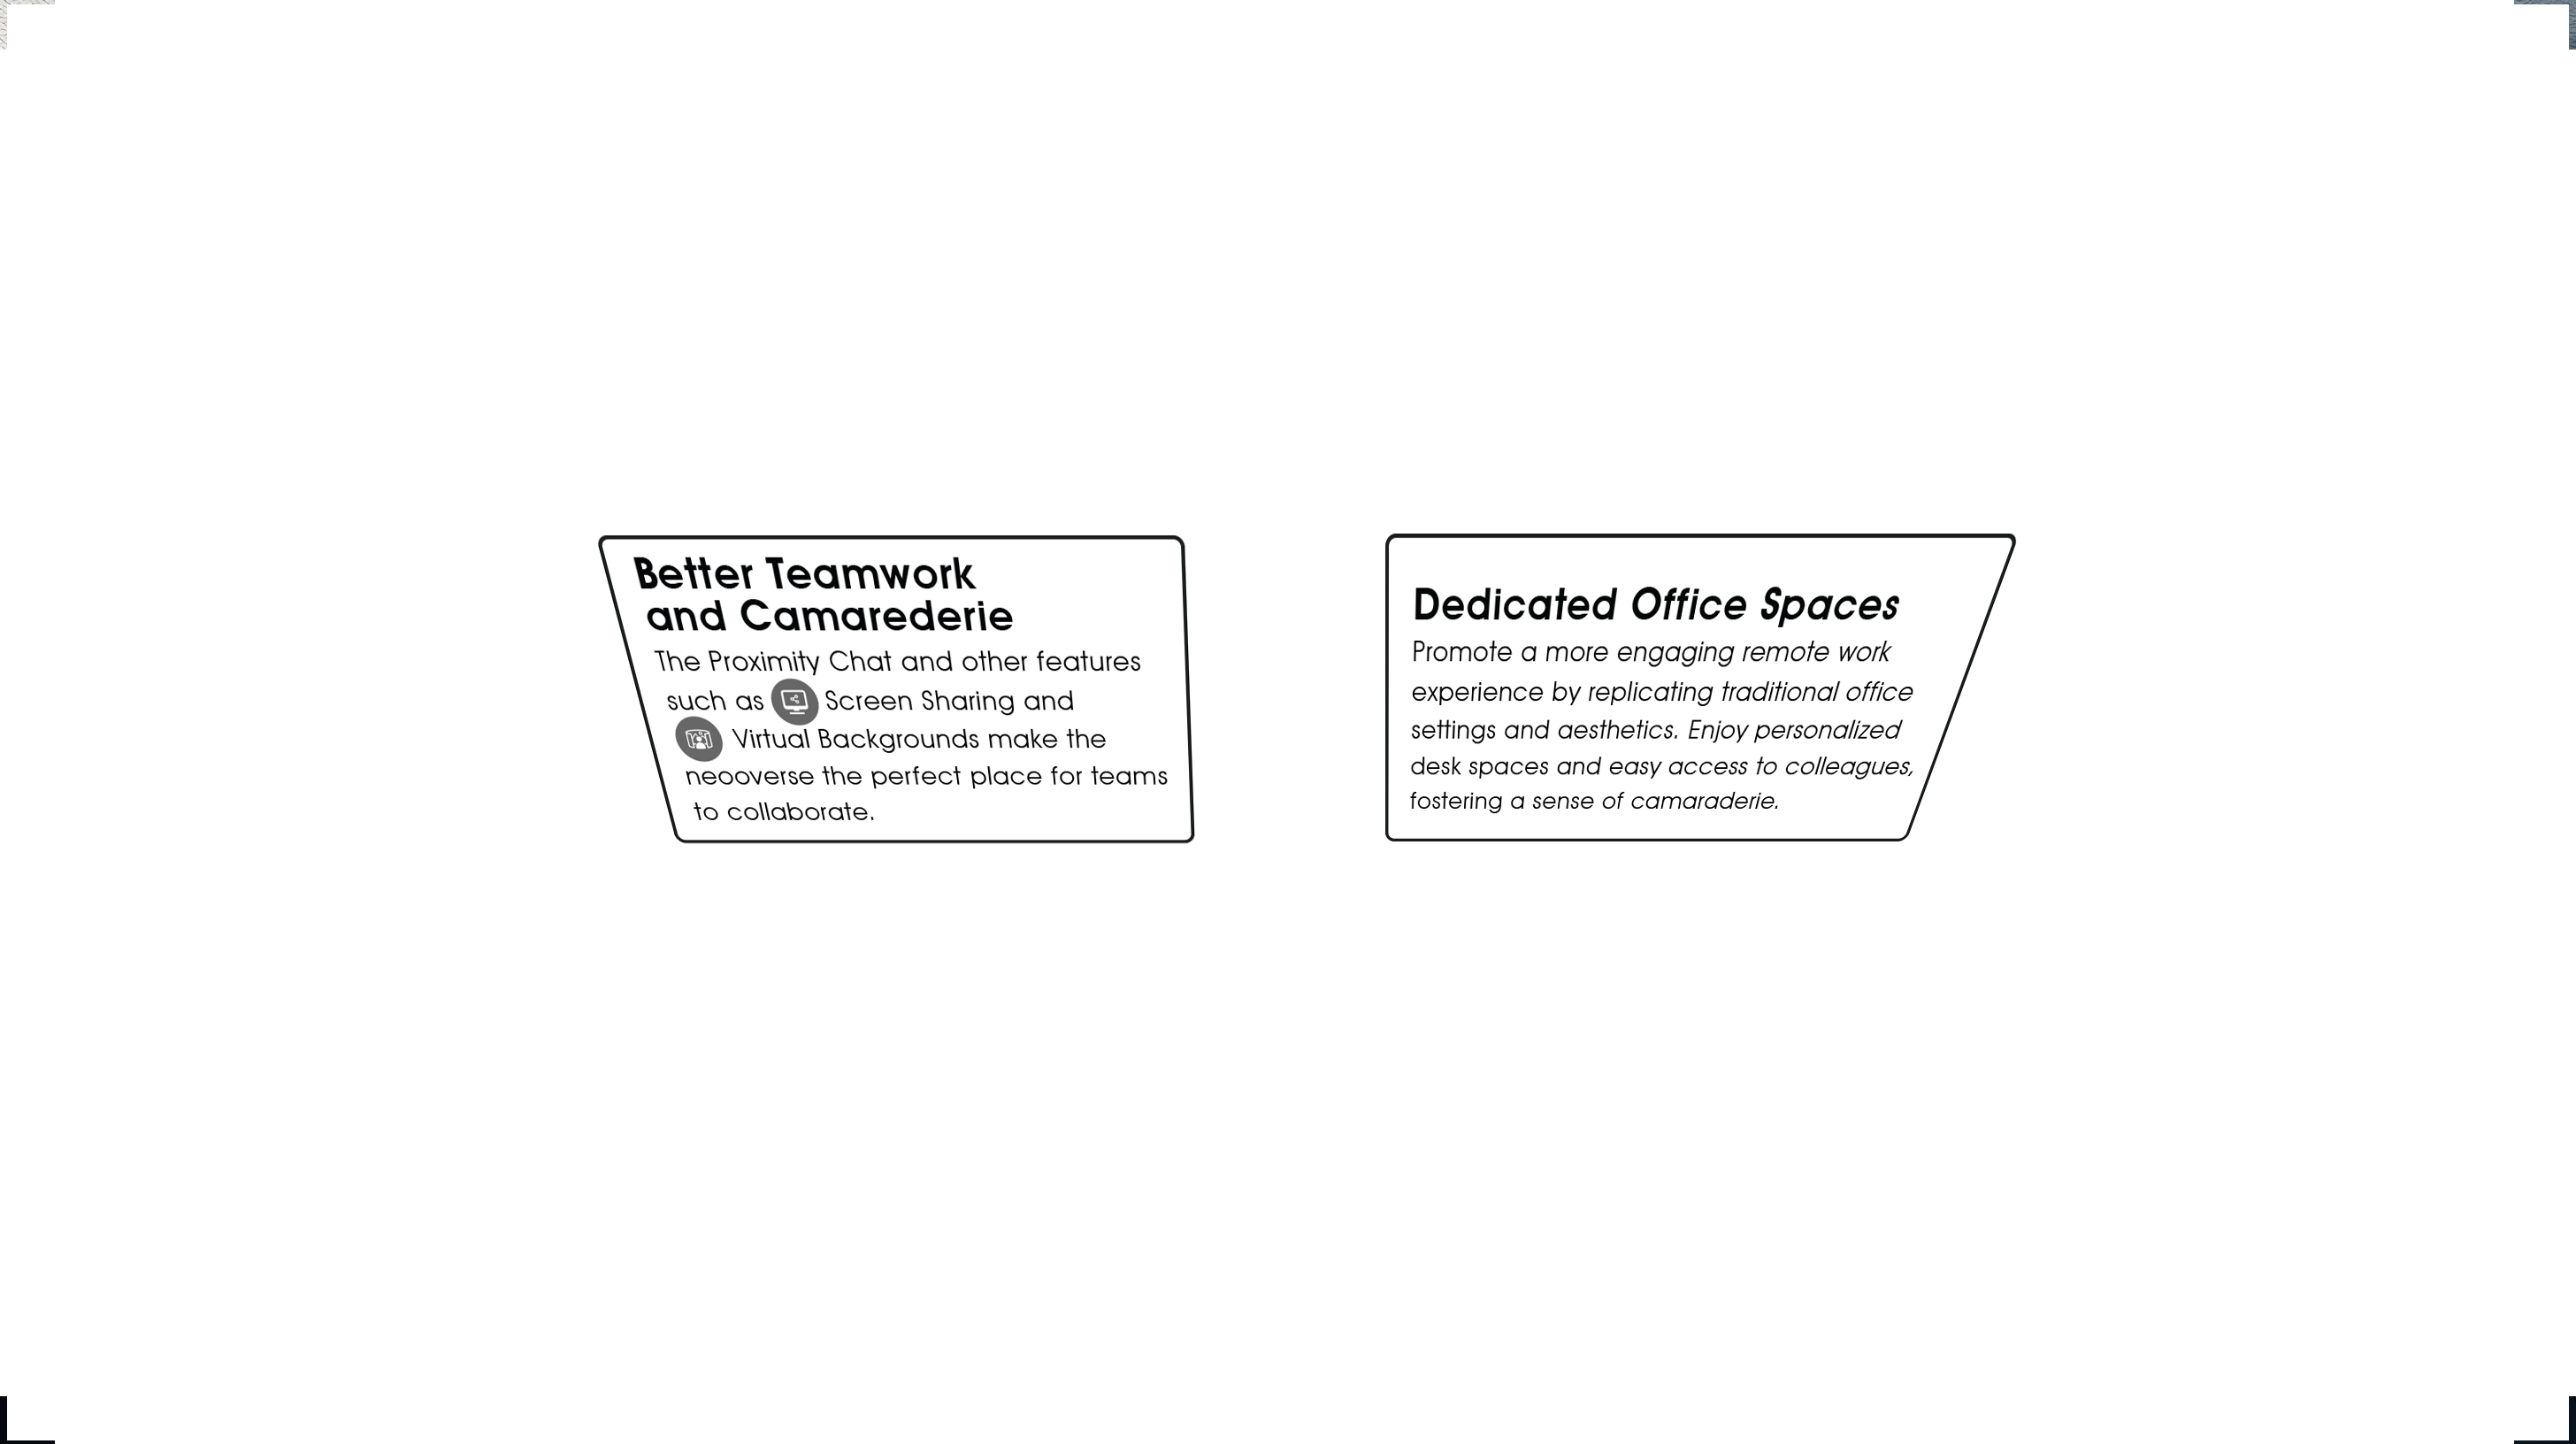 Better Teamwork
and Camarederie
The Proximity Chat and other features
such as Screen Sharing and
Virtual Backgrounds make the
neooverse the perfect place for teams
to collaborate.
Dedicated Office Spaces
Promote a more engaging remote work
experience by replicating traditional office
settings and aesthetics. Enjoy personalized
desk spaces and easy access to colleagues,
fostering a sense of camaraderie.